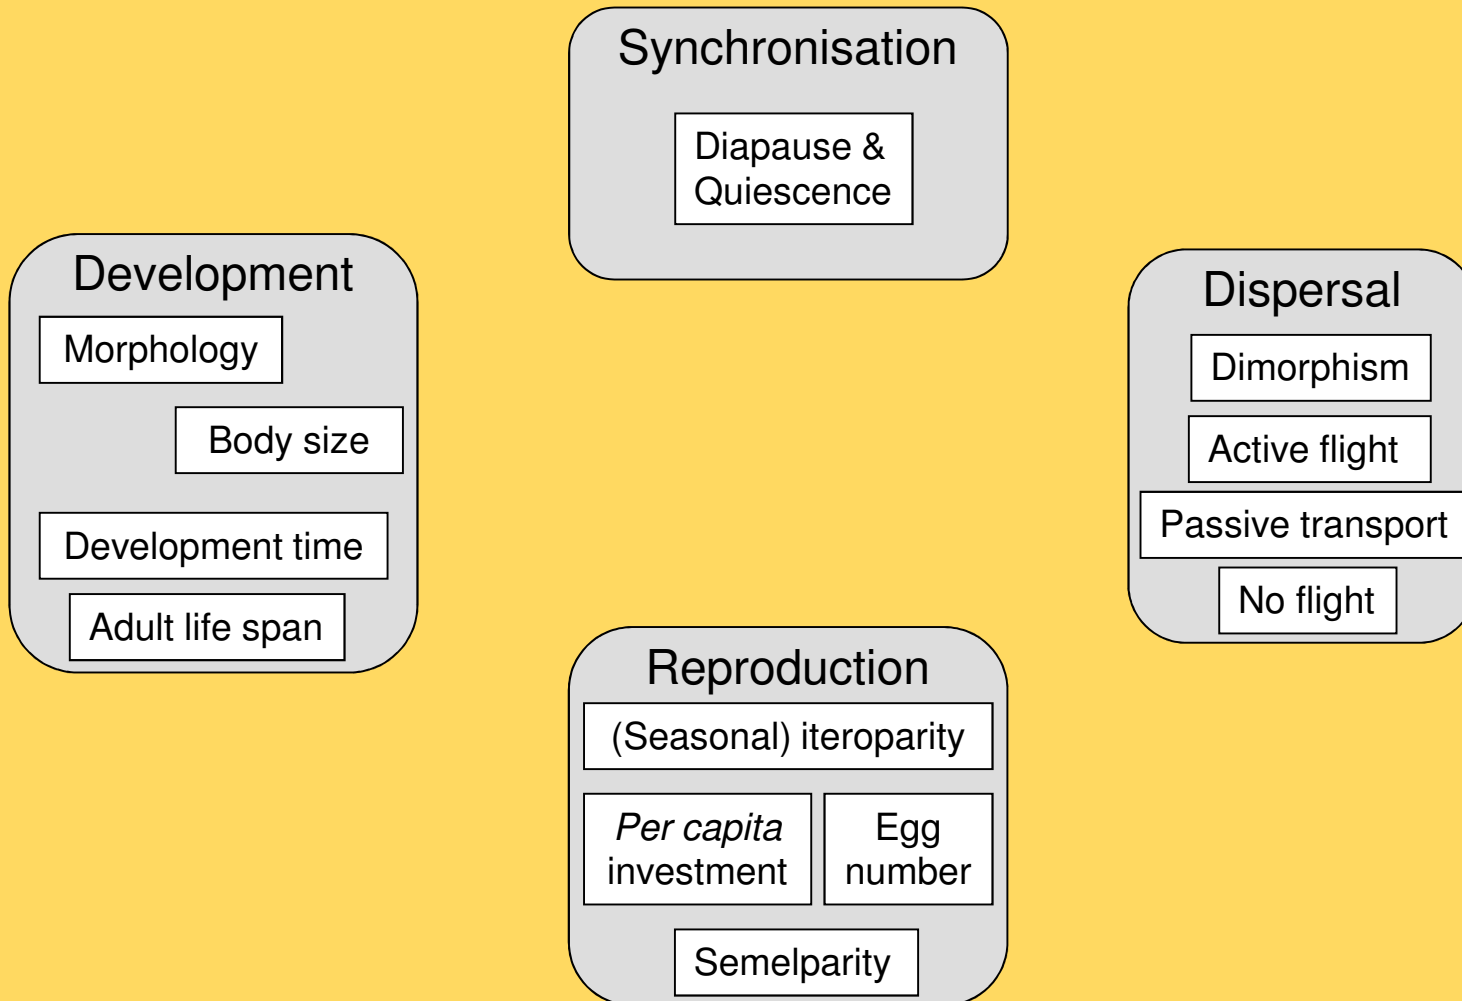 Synchronisation
Diapause &
Quiescence
Development
Morphology
Body size
Development time
Adult life span
Dispersal
Dimorphism
Active flight
Passive transport
No flight
Reproduction
(Seasonal) iteroparity
Per capita
investment
Egg
number
Semelparity